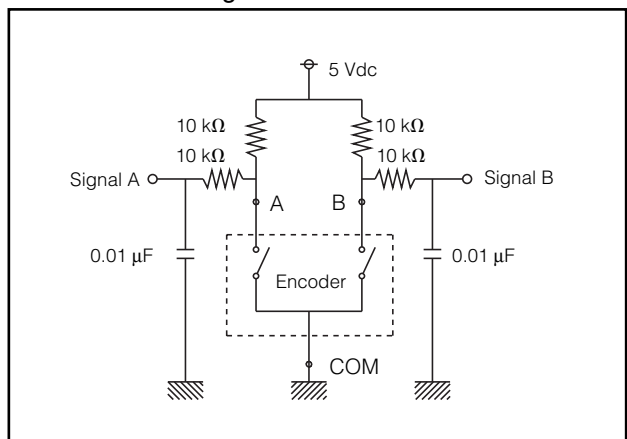 5 Vdc
10 kΩ 10 kΩ
10 kΩ 10 kΩ
Signal A Signal B
A B
0.01 µF Encoder 0.01 µF
COM